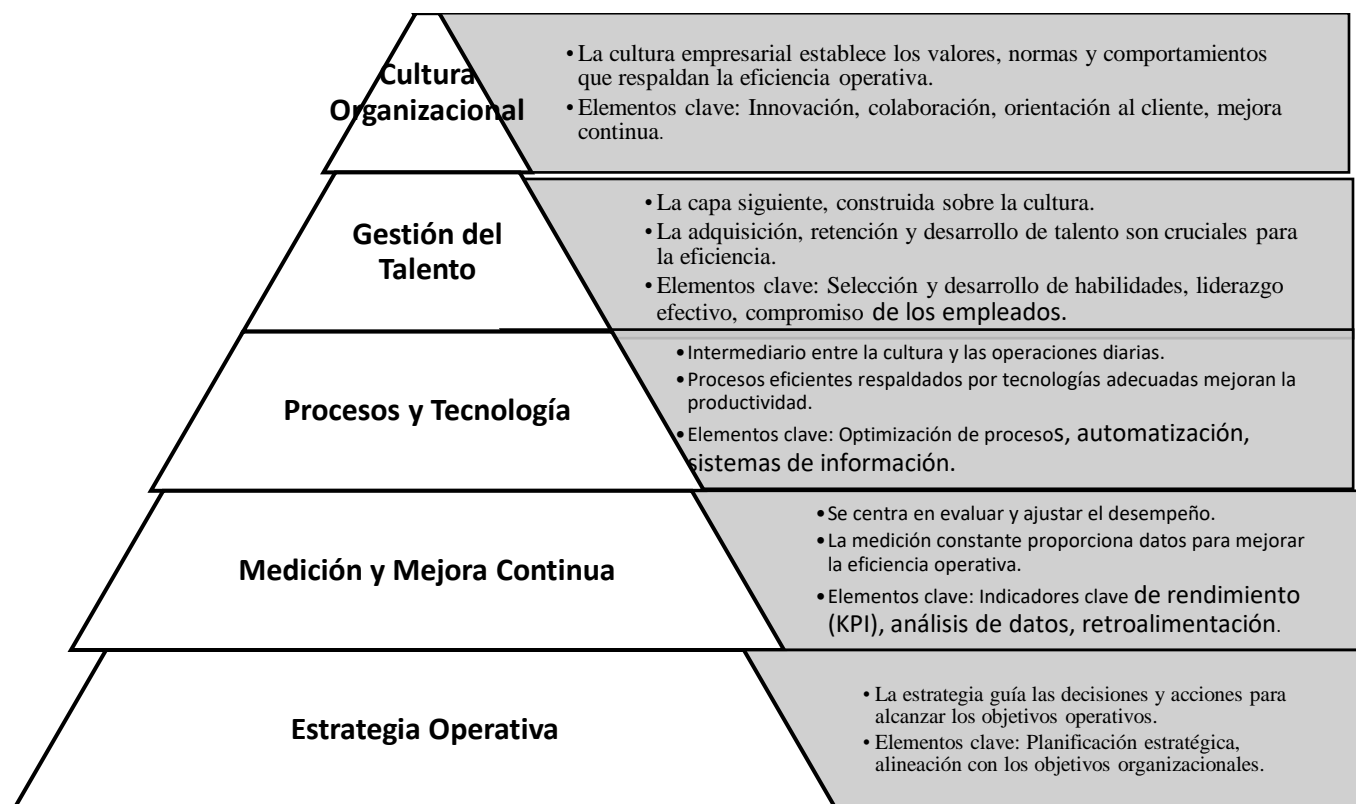 Cultura
Organizacional
• La cultura empresarial establece los valores, normas y comportamientos
que respaldan la eficiencia operativa.
• Elementos clave: Innovación, colaboración, orientación al cliente, mejora
continua.
Gestión del
Talento
• La capa siguiente, construida sobre la cultura.
• La adquisición, retención y desarrollo de talento son cruciales para
la eficiencia.
• Elementos clave: Selección y desarrollo de habilidades, liderazgo
efectivo, compromiso de los empleados.
Procesos y Tecnología
• Intermediario entre la cultura y las operaciones diarias.
• Procesos eficientes respaldados por tecnologías adecuadas mejoran la
productividad.
• Elementos clave: Optimización de procesos, automatización,
sistemas de información.
Medición y Mejora Continua
• Se centra en evaluar y ajustar el desempeño.
• La medición constante proporciona datos para mejorar
la eficiencia operativa.
• Elementos clave: Indicadores clave de rendimiento
(KPI), análisis de datos, retroalimentación.
Estrategia Operativa
• La estrategia guía las decisiones y acciones para
alcanzar los objetivos operativos.
• Elementos clave: Planificación estratégica,
alineación con los objetivos organizacionales.